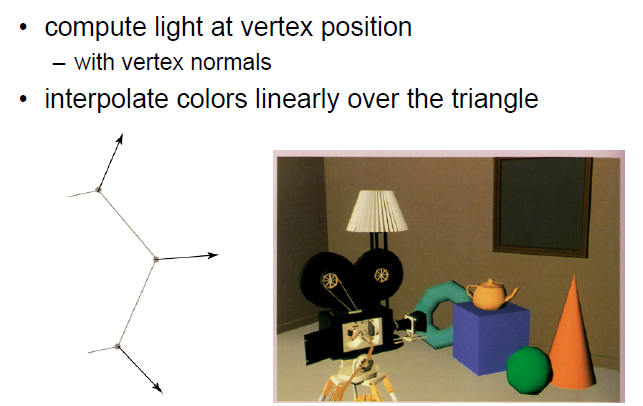 • compute light at vertex position
– with vertex normals
• interpolate colors linearly over the triangle